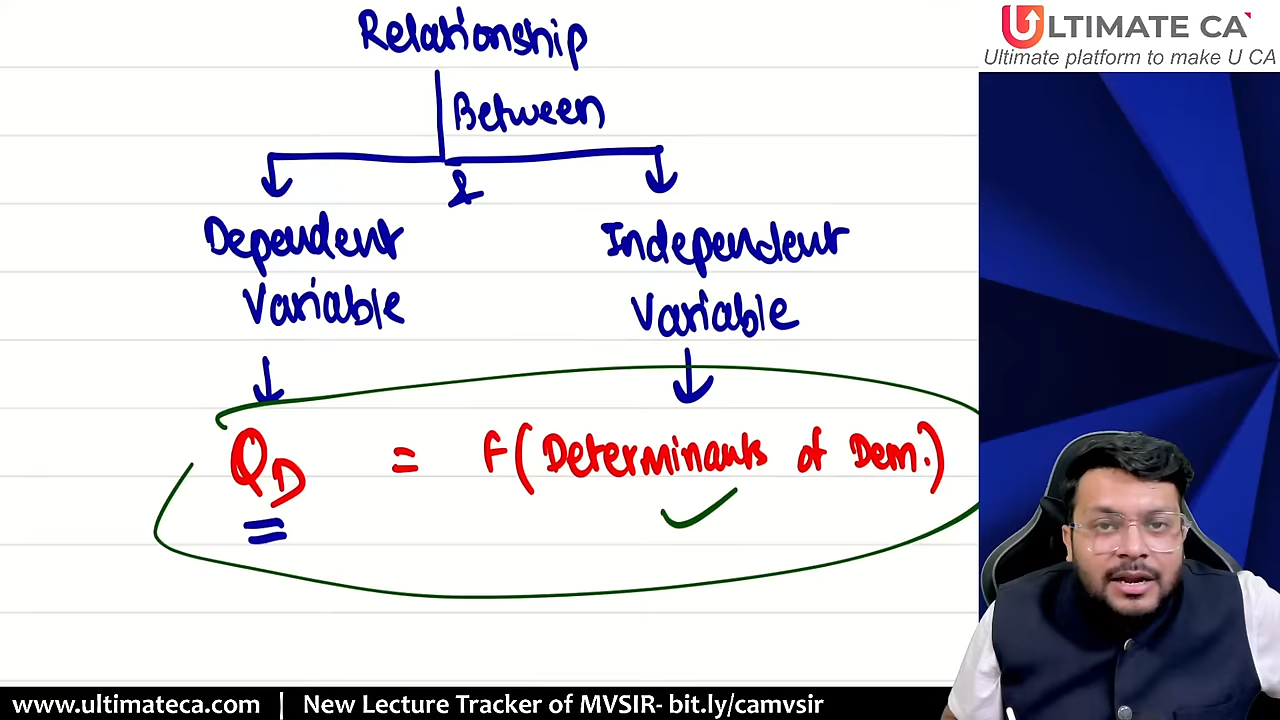 Relationship
Between
&
Dependent
Variable
Independent
Variable
QD = F(Determinants of Dem.)
ULTIMATE CA
Ultimate platform to make U CA
www.ultimateca.com | New Lecture Tracker of MVSIR- bit.ly/camvsir